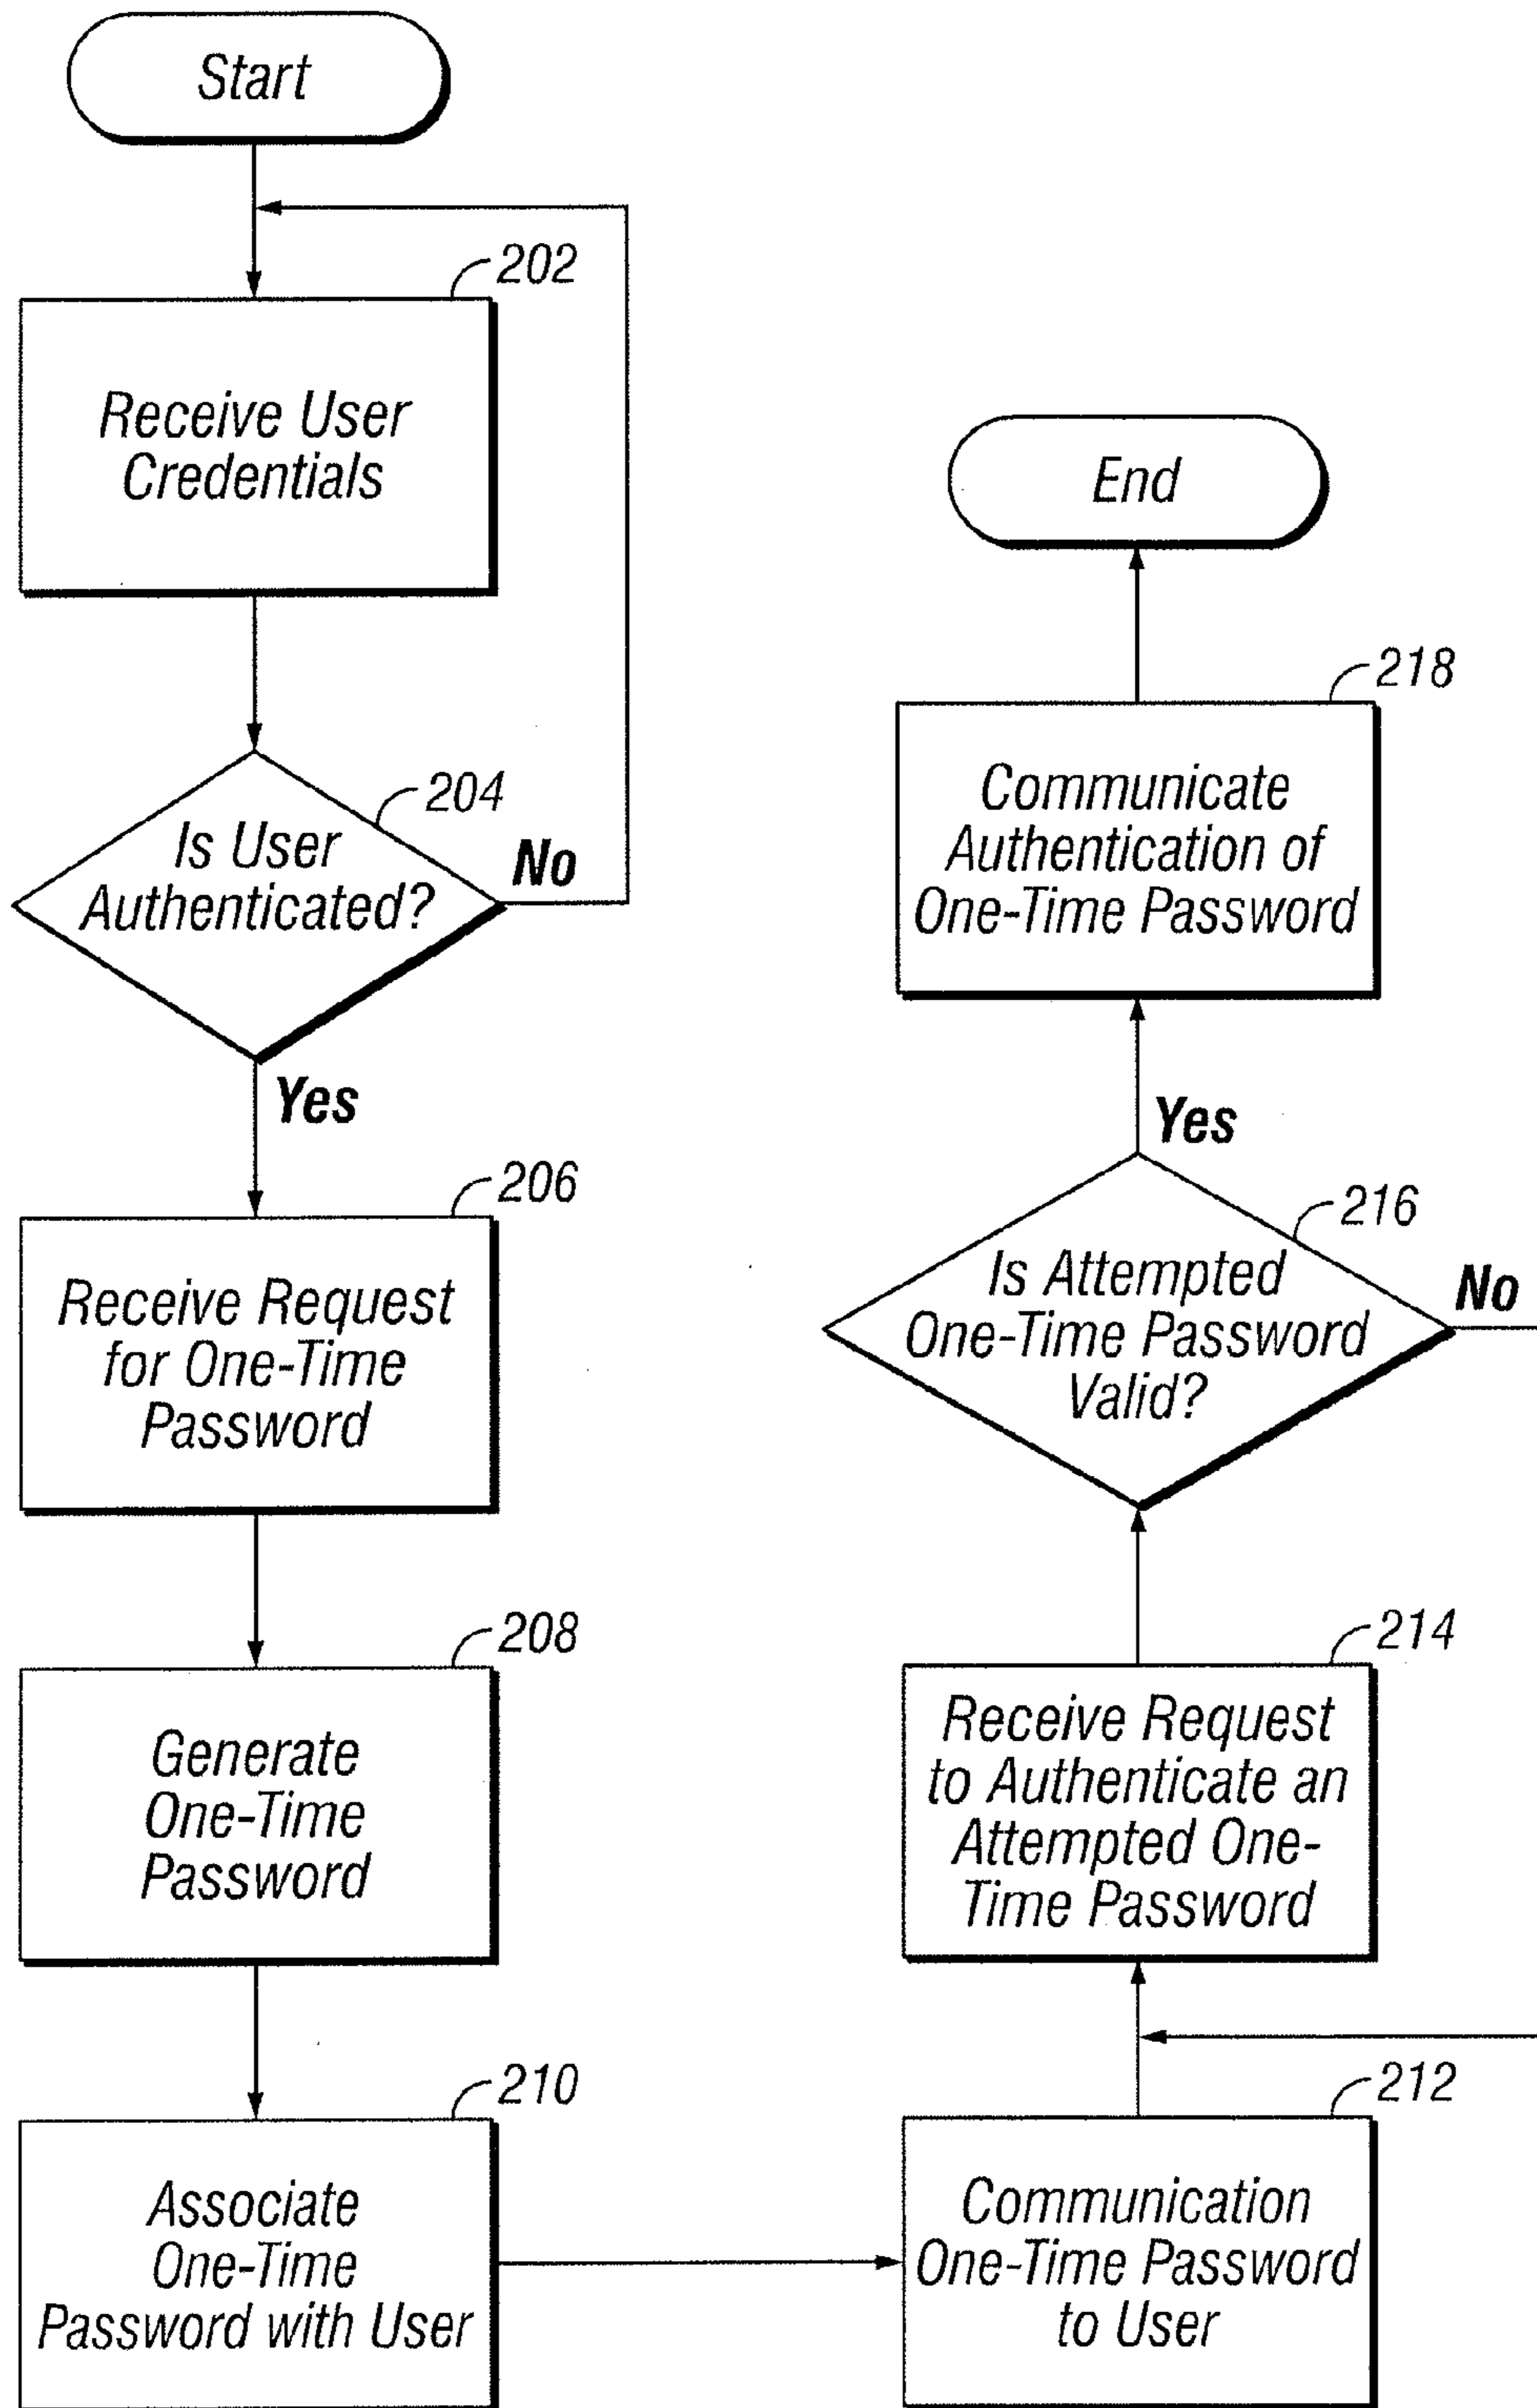 Start
202
Receive User
Credentials
204
Is User
Authenticated?
No
Yes
206
Receive Request
for One-Time
Password
208
Generate
One-Time
Password
210
Associate
One-Time
Password with User
212
Communication
One-Time Password
to User
214
Receive Request
to Authenticate an
Attempted One-
Time Password
216
Is Attempted
One-Time Password
Valid?
No
Yes
218
Communicate
Authentication of
One-Time Password
End